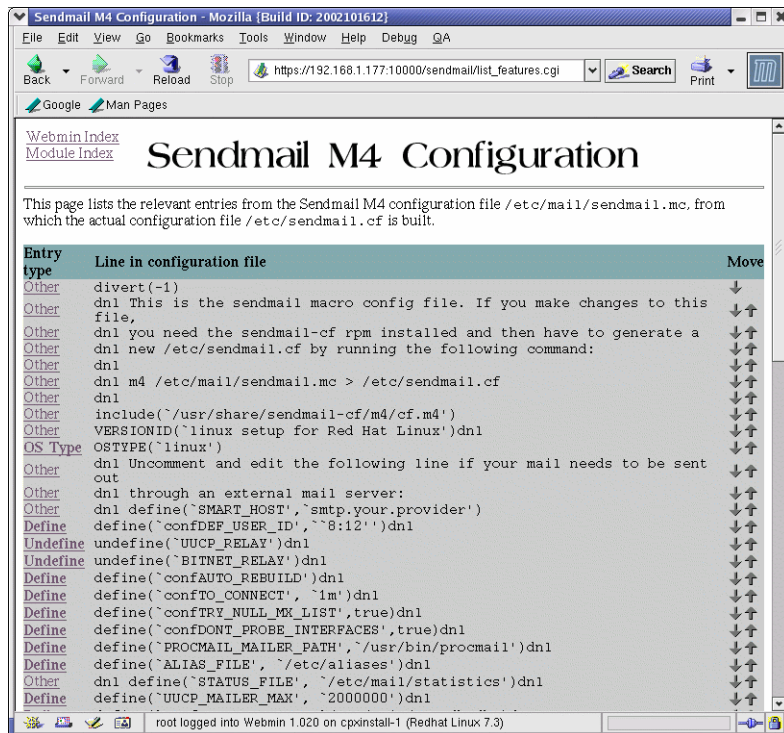 Sendmail M4 Configuration - Mozilla {Build ID: 2002101612}
File Edit View Go Bookmarks Tools Window Help Debug QA
Back Forward Reload Stop https://192.168.1.177:10000/sendmail/list_features.cgi Search Print
Google Man Pages
Webmin Index
Module Index
Sendmail M4 Configuration
This page lists the relevant entries from the Sendmail M4 configuration file /etc/mail/sendmail.mc, from
which the actual configuration file /etc/sendmail.cf is built.
Entry
type Line in configuration file Move
Other divert(-1)
Other dnl This is the sendmail macro config file. If you make changes to this
file,
Other dnl you need the sendmail-cf rpm installed and then have to generate a
Other dnl new /etc/sendmail.cf by running the following command:
Other dnl
Other dnl m4 /etc/mail/sendmail.mc > /etc/sendmail.cf
Other dnl
Other include(`/usr/share/sendmail-cf/m4/cf.m4')
Other VERSIONID(`linux setup for Red Hat Linux')dnl
OS Type OSTYPE(`linux')
Other dnl Uncomment and edit the following line if your mail needs to be sent
out
Other dnl through an external mail server:
Other dnl define(`SMART_HOST',`smtp.your.provider')
Define define(`confDEF_USER_ID',``8:12'')dnl
Undefine undefine(`UUCP_RELAY')dnl
Undefine undefine(`BITNET_RELAY')dnl
Define define(`confAUTO_REBUILD')dnl
Define define(`confTO_CONNECT', `1m')dnl
Define define(`confTRY_NULL_MX_LIST',true)dnl
Define define(`confDONT_PROBE_INTERFACES',true)dnl
Define define(`PROCMAIL_MAILER_PATH',`/usr/bin/procmail')dnl
Define define(`ALIAS_FILE', `/etc/aliases')dnl
Other dnl define(`STATUS_FILE', `/etc/mail/statistics')dnl
Define define(`UUCP_MAILER_MAX', `2000000')dnl
root logged into Webmin 1.020 on cpxinstall-1 (Redhat Linux 7.3)